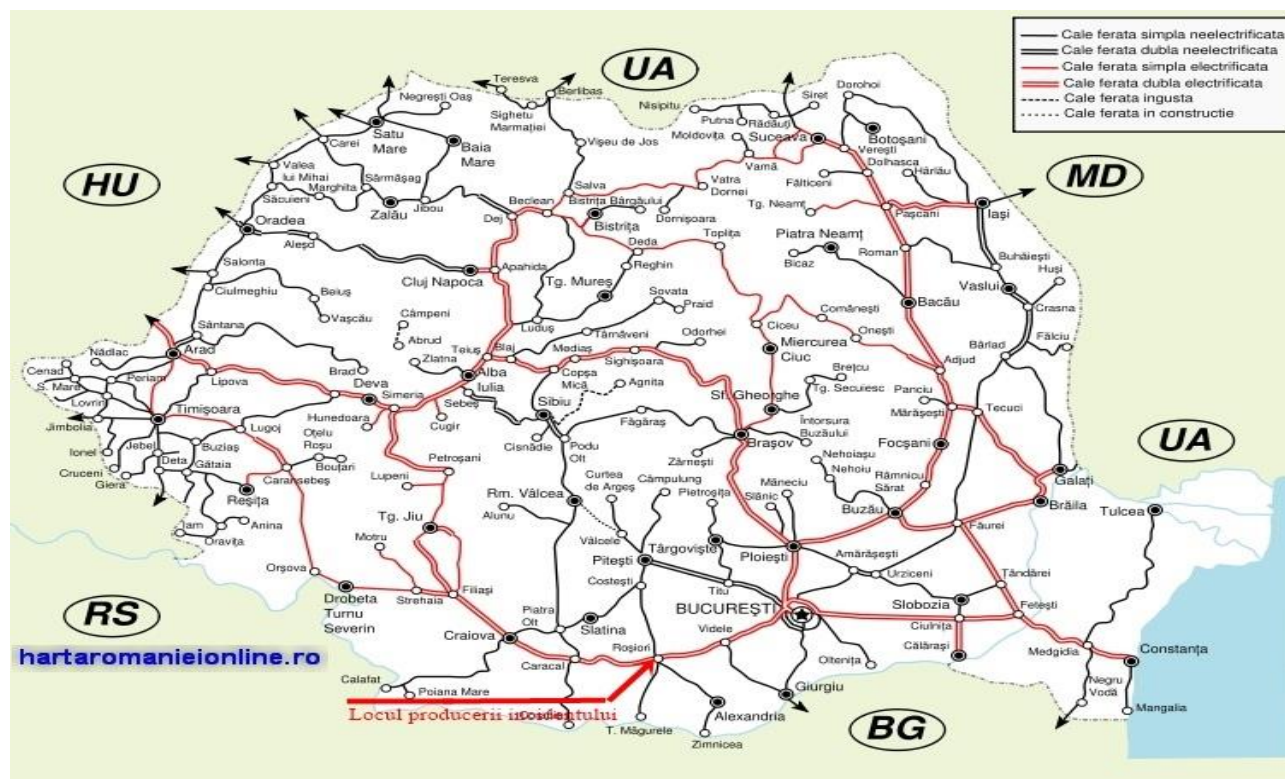 Cale ferata simpla neelectrificata
Cale ferata dubla neelectrificata
Cale ferata simpla electrificata
Cale ferata dubla electrificata
Cale ferata ingusta
Cale ferata in constructie
UA
HU
MD
UA
RS
BG
Teresva
Berlibas
Negrești Oaș
Sighetu
Marmației
Nisipitu
Putna
Moldovița
Rădăuți
Siret
Dorohoi
Suceava
Botoșani
Verești
Dolhasca
Hârlău
Satu
Mare
Baia
Mare
Carei
Vișeu de Jos
Vamă
Valea
lui Mihai
Marghita
Sărmășag
Săcuieni
Zalău
Jibou
Salva
Beclean
Bistrița Bârgăului
Bistrița
Dornișoara
Vatra
Dornei
Fălticeni
Tg. Neamț
Pașcani
Iași
Oradea
Aleșd
Dej
Deda
Toplița
Piatra Neamț
Roman
Bicaz
Buhăiești
Huși
Salonta
Ciulmeghiu
Beiuș
Vașcău
Cluj Napoca
Apahida
Reghin
Tg. Mureș
Sovata
Praid
Bacău
Vaslui
Crasna
Câmpeni
Abrud
Zlatna
Luduș
Târnăveni
Odorhei
Ciceu
Miercurea
Ciuc
Comănești
Onești
Bârlad
Fălciu
Sântana
Nădlac
Arad
Cenad
S. Mare
Periam
Lovrin
Lipova
Brad
Deva
Simeria
Teiuș
Blaj
Alba
Iulia
Mediaș
Sighișoara
Copșa
Mică
Agnita
Adjud
Panciu
Brețcu
Tg. Secuiesc
Sf. Gheorghe
Mărășești
Tecuci
Timișoara
Jimbolia
Hunedoara
Sebeș
Cugir
Sibiu
Cisnădie
Podu
Olt
Făgăraș
Brașov
Întorsura
Buzăului
Focșani
Lugoj
Oțelu
Roșu
Jebel
Buziaș
Ionel
Deta
Gătaia
Bouțari
Cruceni
Giera
Caransebeș
Reșița
Petroșani
Lupeni
Zărnești
Nehoiașu
Nehoiu
Râmnicu
Sărat
Galați
Brăila
Tulcea
Curtea
de Argeș
Câmpulung
Pietroșița
Măneciu
Slănic
Rm. Vâlcea
Alunu
Buzău
Făurei
Iam
Anina
Oravița
Tg. Jiu
Motru
Vâlcele
Pitești
Târgoviște
Ploiești
Amărășești
Urziceni
Orșova
Strehaia
Filiași
Costești
Titu
Țăndărei
Drobeta
Turnu
Severin
Craiova
Piatra
Olt
Slatina
BUCUREȘTI
Slobozia
Ciulnița
Fetești
Călărași
Medgidia
Constanța
hartaromanieionline.ro
Roșiori
Videle
Caracal
Oltenița
Giurgiu
Negru
Vodă
Mangalia
Calafat
Poiana Mare
Locul producerii incidentului
Alexandria
T. Măgurele
Zimnicea